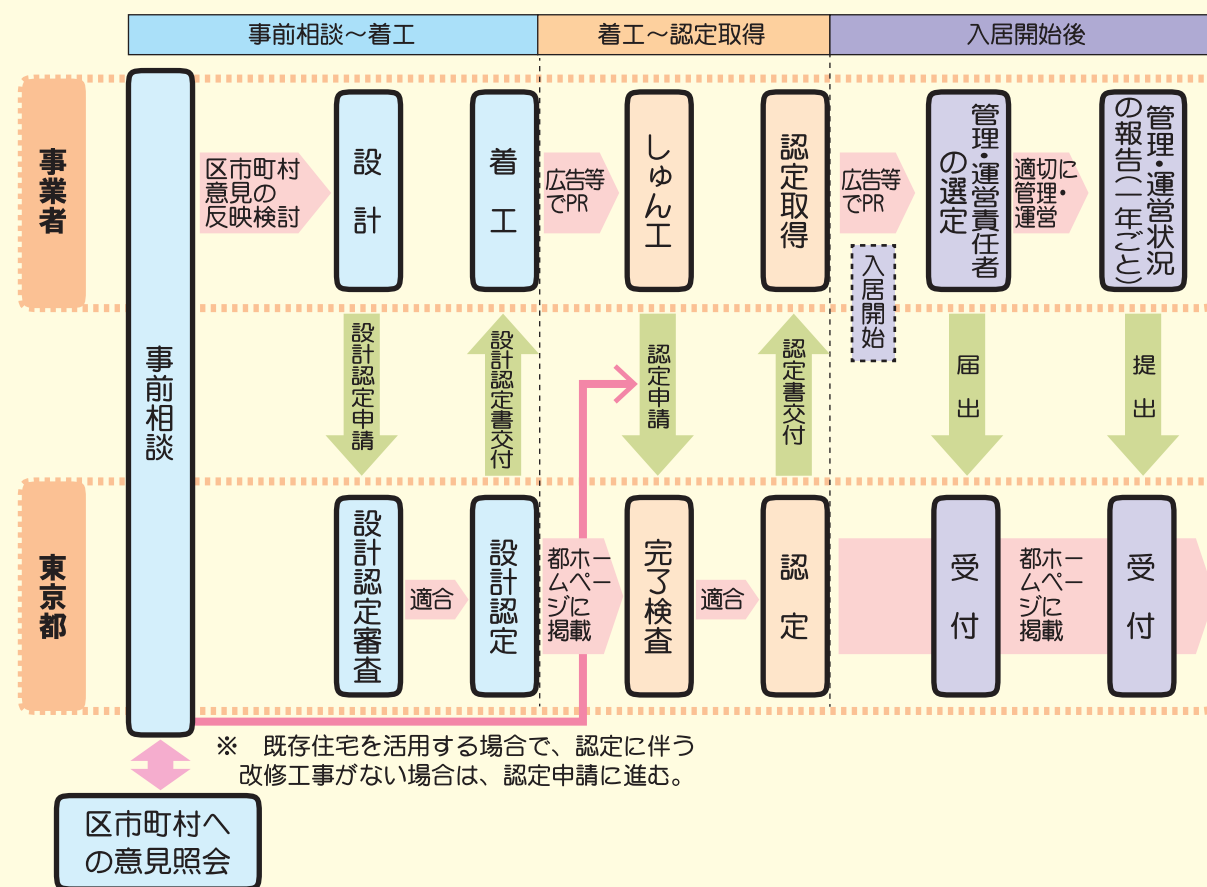 事前相談～着工
着工～認定取得
入居開始後
事業者
事前相談
区市町村
意見の
反映検討
設計
着工
広告等
でPR
しゅん工
認定取得
広告等
でPR
入居開始
管理・運営責任者
の選定
適切に
管理・
運営
管理・運営状況
の報告(一年ごと)
設計認定申請
設計認定書交付
認定申請
認定書交付
届出
提出
東京都
設計認定審査
適合
設計認定
都ホー
ムペー
ジに
掲載
完了検査
適合
認定
受付
都ホー
ムペー
ジに
掲載
受付
※　既存住宅を活用する場合で、認定に伴う
改修工事がない場合は、認定申請に進む。
区市町村へ
の意見照会